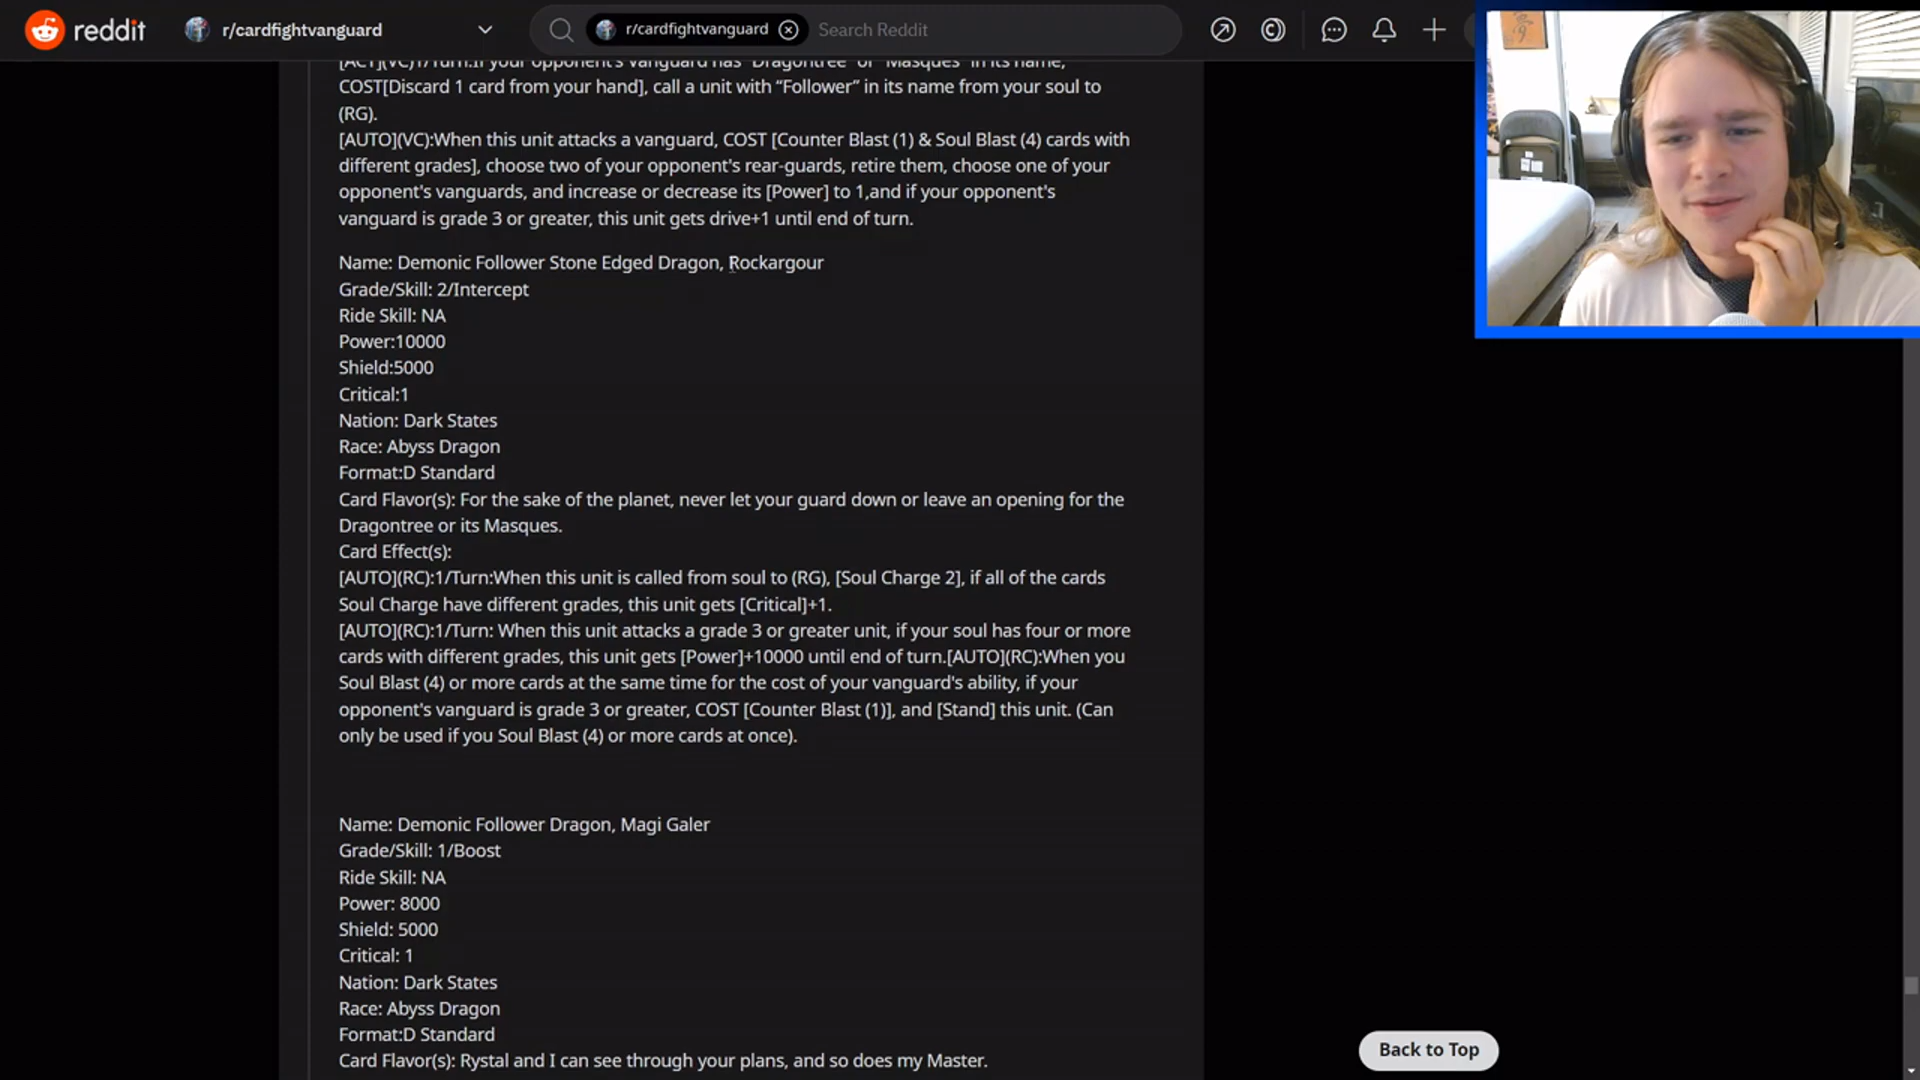 reddit
r/cardfightvanguard
r/cardfightvanguard
Search Reddit
[ACT](VC)1/Turn:If your opponent's vanguard has "Dragontree" or "Masques" in its name,
COST[Discard 1 card from your hand], call a unit with “Follower” in its name from your soul to
(RG).
[AUTO](VC):When this unit attacks a vanguard, COST [Counter Blast (1) & Soul Blast (4) cards with
different grades], choose two of your opponent's rear-guards, retire them, choose one of your
opponent's vanguards, and increase or decrease its [Power] to 1,and if your opponent's
vanguard is grade 3 or greater, this unit gets drive+1 until end of turn.
Name: Demonic Follower Stone Edged Dragon, Rockargour
Grade/Skill: 2/Intercept
Ride Skill: NA
Power:10000
Shield:5000
Critical:1
Nation: Dark States
Race: Abyss Dragon
Format:D Standard
Card Flavor(s): For the sake of the planet, never let your guard down or leave an opening for the
Dragontree or its Masques.
Card Effect(s):
[AUTO](RC):1/Turn:When this unit is called from soul to (RG), [Soul Charge 2], if all of the cards
Soul Charge have different grades, this unit gets [Critical]+1.
[AUTO](RC):1/Turn: When this unit attacks a grade 3 or greater unit, if your soul has four or more
cards with different grades, this unit gets [Power]+10000 until end of turn.[AUTO](RC):When you
Soul Blast (4) or more cards at the same time for the cost of your vanguard's ability, if your
opponent's vanguard is grade 3 or greater, COST [Counter Blast (1)], and [Stand] this unit. (Can
only be used if you Soul Blast (4) or more cards at once).
Name: Demonic Follower Dragon, Magi Galer
Grade/Skill: 1/Boost
Ride Skill: NA
Power: 8000
Shield: 5000
Critical: 1
Nation: Dark States
Race: Abyss Dragon
Format:D Standard
Card Flavor(s): Rystal and I can see through your plans, and so does my Master.
Back to Top